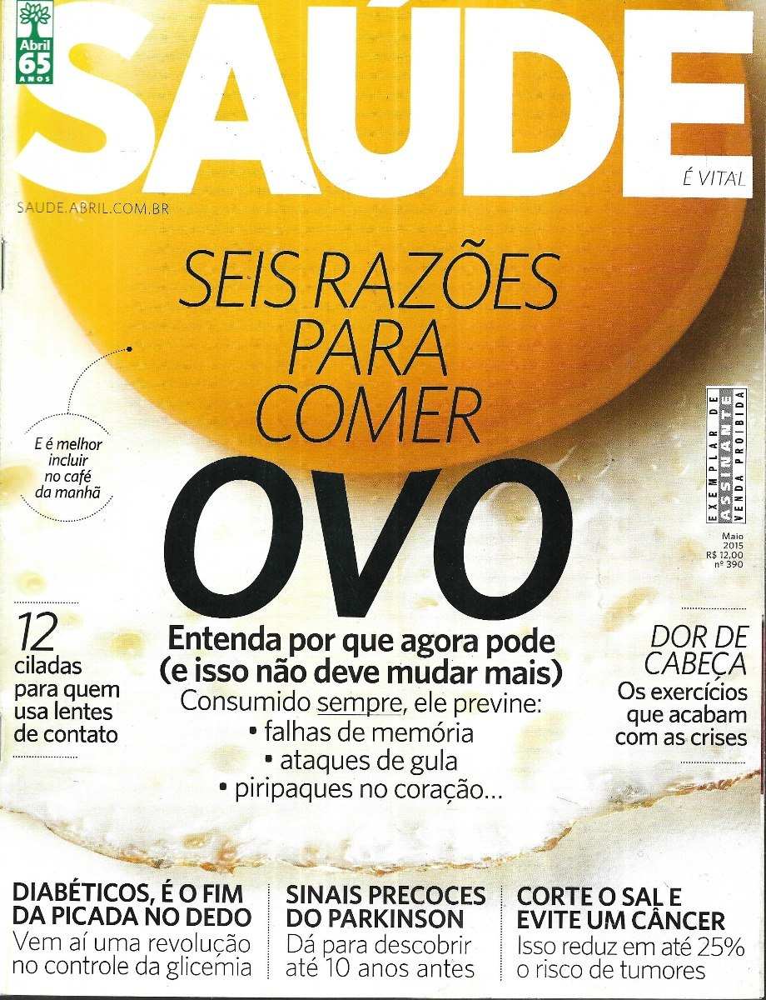 Abril
65
ANOS
SAÚDE
É VITAL
SAUDE.ABRIL.COM.BR
SEIS RAZÕES
PARA
COMER
OVO
E é melhor
incluir
no café
da manhã
EXEMPLAR DE
ASSINANTE
VENDA PROIBIDA
Maio
2015
R$ 12,00
nº 390
Entenda por que agora pode
(e isso não deve mudar mais)
Consumido sempre, ele previne:
• falhas de memória
• ataques de gula
• piripaques no coração...
12
ciladas
para quem
usa lentes
de contato
DOR DE
CABEÇA
Os exercícios
que acabam
com as crises
DIABÉTICOS, É O FIM
DA PICADA NO DEDO
Vem aí uma revolução
no controle da glicemia
SINAIS PRECOCES
DO PARKINSON
Dá para descobrir
até 10 anos antes
CORTE O SAL E
EVITE UM CÂNCER
Isso reduz em até 25%
o risco de tumores